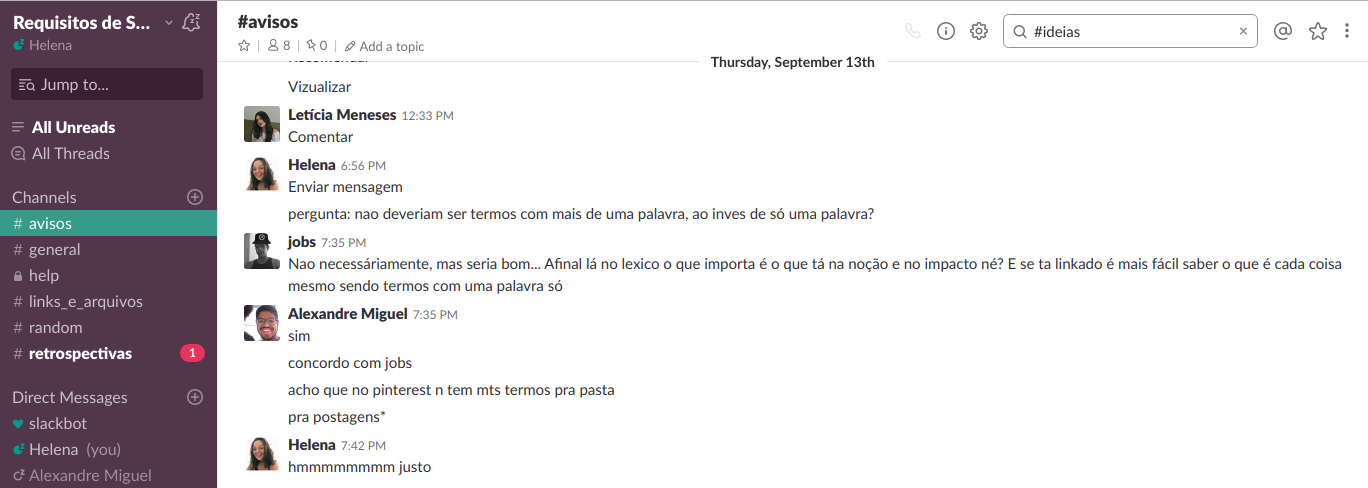 Requisitos de S...
Helena
Jump to...
All Unreads
All Threads
Channels
# avisos
# general
help
# links_e_arquivos
# random
# retrospectivas 1
Direct Messages
slackbot
Helena (you)
Alexandre Miguel
#avisos
8 | 0 | Add a topic
#ideias
Thursday, September 13th
Recomendar
Vizualizar
Letícia Meneses 12:33 PM
Comentar
Helena 6:56 PM
Enviar mensagem
pergunta: nao deveriam ser termos com mais de uma palavra, ao inves de só uma palavra?
jobs 7:35 PM
Nao necessáriamente, mas seria bom... Afinal lá no lexico o que importa é o que tá na noção e no impacto né? E se ta linkado é mais fácil saber o que é cada coisa
mesmo sendo termos com uma palavra só
Alexandre Miguel 7:35 PM
sim
concordo com jobs
acho que no pinterest n tem mts termos pra pasta
pra postagens*
Helena 7:42 PM
hmmmmmmmm justo